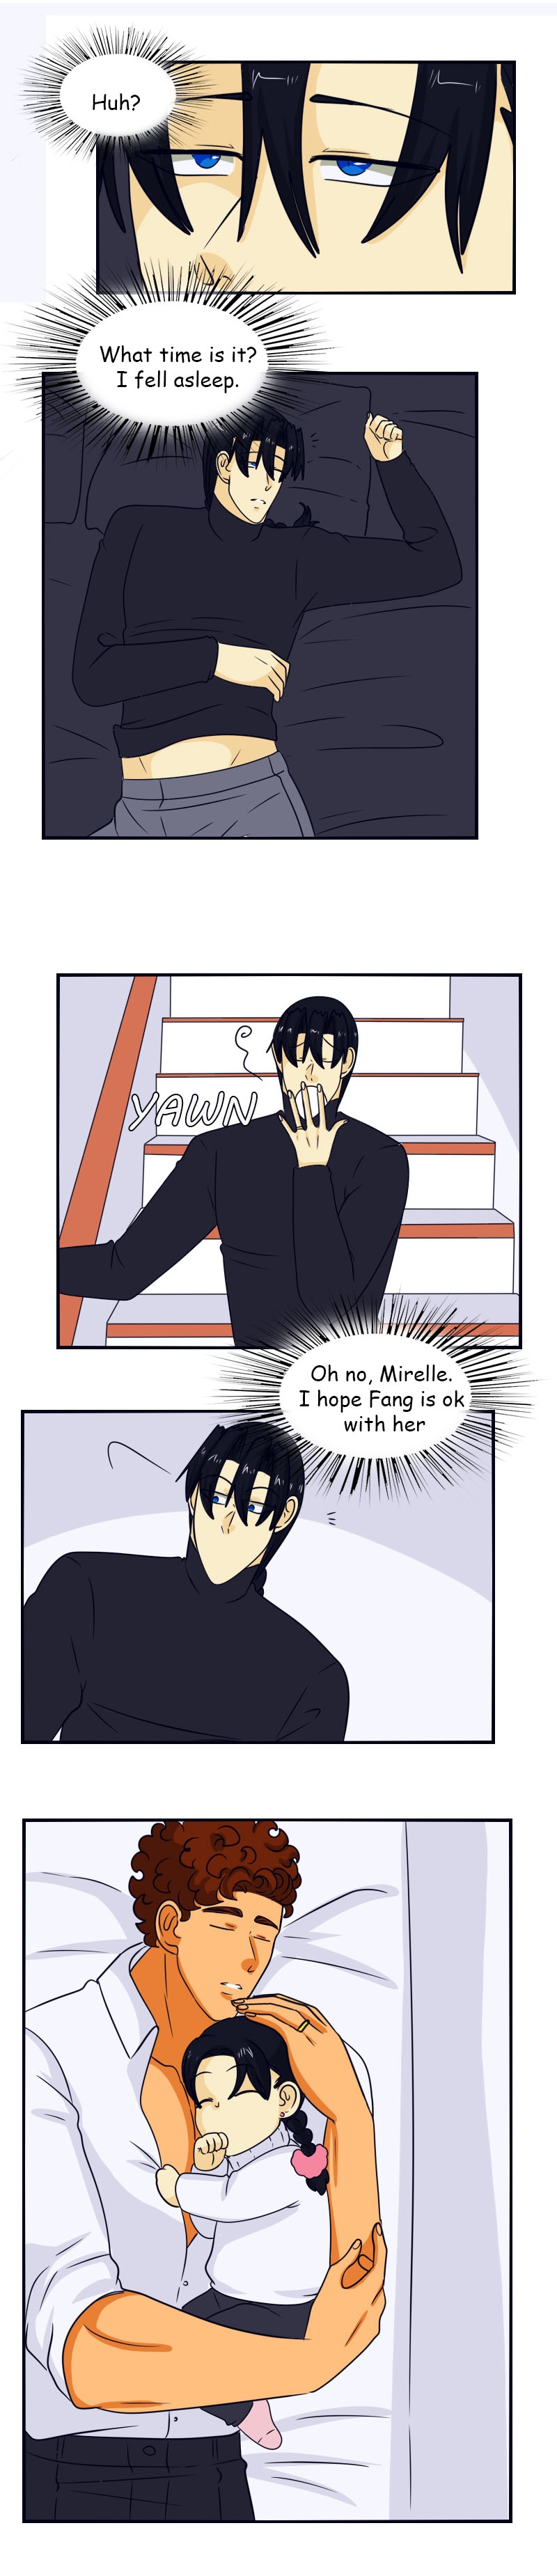 Huh?
What time is it?
I fell asleep.
YAWN
Oh no, Mirelle.
I hope Fang is ok
with her